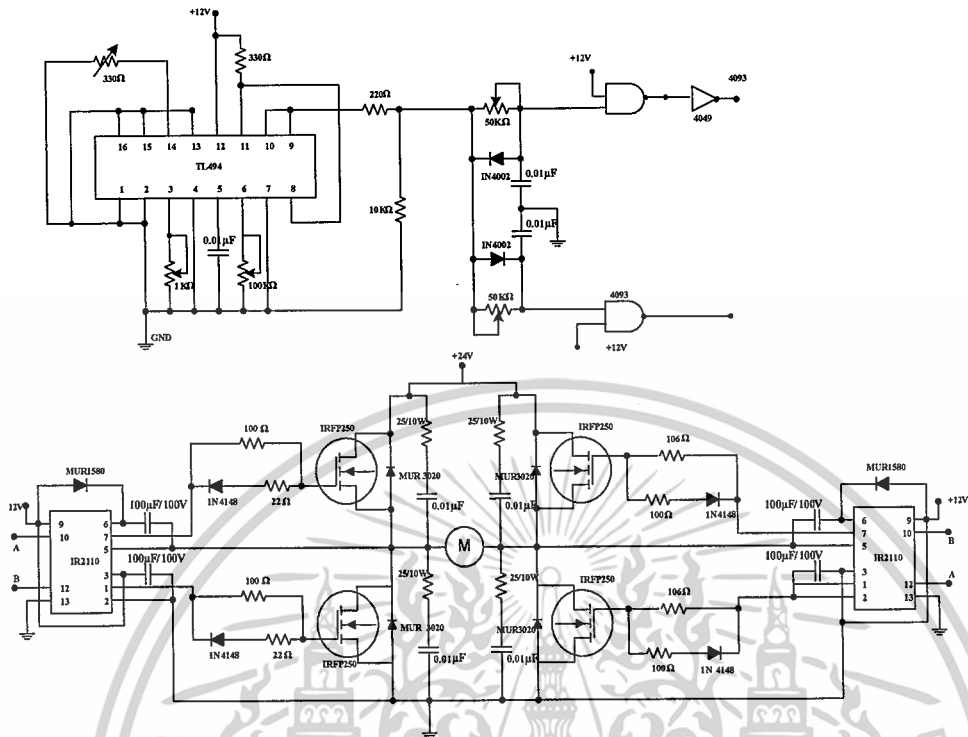 +12V
330Ω
330Ω
220Ω
+12V
4093
50KΩ
4049
16 15 14 13 12 11 10 9
TL494
1 2 3 4 5 6 7 8
IN4002
0.01µF
0.01µF
10KΩ
0.01µF
IN4002
1KΩ
100KΩ
50KΩ
4093
GND
+12V
+24V
25/10W
25/10W
100 Ω
IRFP250
IRFP250
106Ω
MUR1580
MUR 3020
MUR3020
MUR1580
1N4148
22Ω
100Ω
1N4148
12V
100µF/100V
0.01µF
0.01µF
100µF/100V
+12V
9
6
10
7
5
A
M
6
9
7
10
5
B
IR2110
3
100µF/100V
100µF/100V
IR2110
3
B
12
1
13
2
100 Ω
25/10W
25/10W
IRFP250
106Ω
1
12
A
2
13
MUR 3020
MUR3020
1N4148
22Ω
IRFP250
0.01µF
0.01µF
100Ω
1N 4148